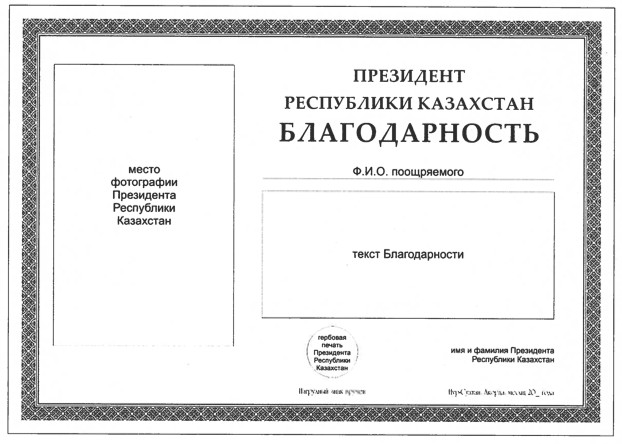 ПРЕЗИДЕНТ
РЕСПУБЛИКИ КАЗАХСТАН
БЛАГОДАРНОСТЬ
место
фотографии
Президента
Республики
Казахстан
Ф.И.О. поощряемого
текст Благодарности
гербовая
печать
Президента
Республики
Казахстан
имя и фамилия Президента
Республики Казахстан
Нагрудный знак вручен
Нур-Султан, Акорда, месяц 20_ года